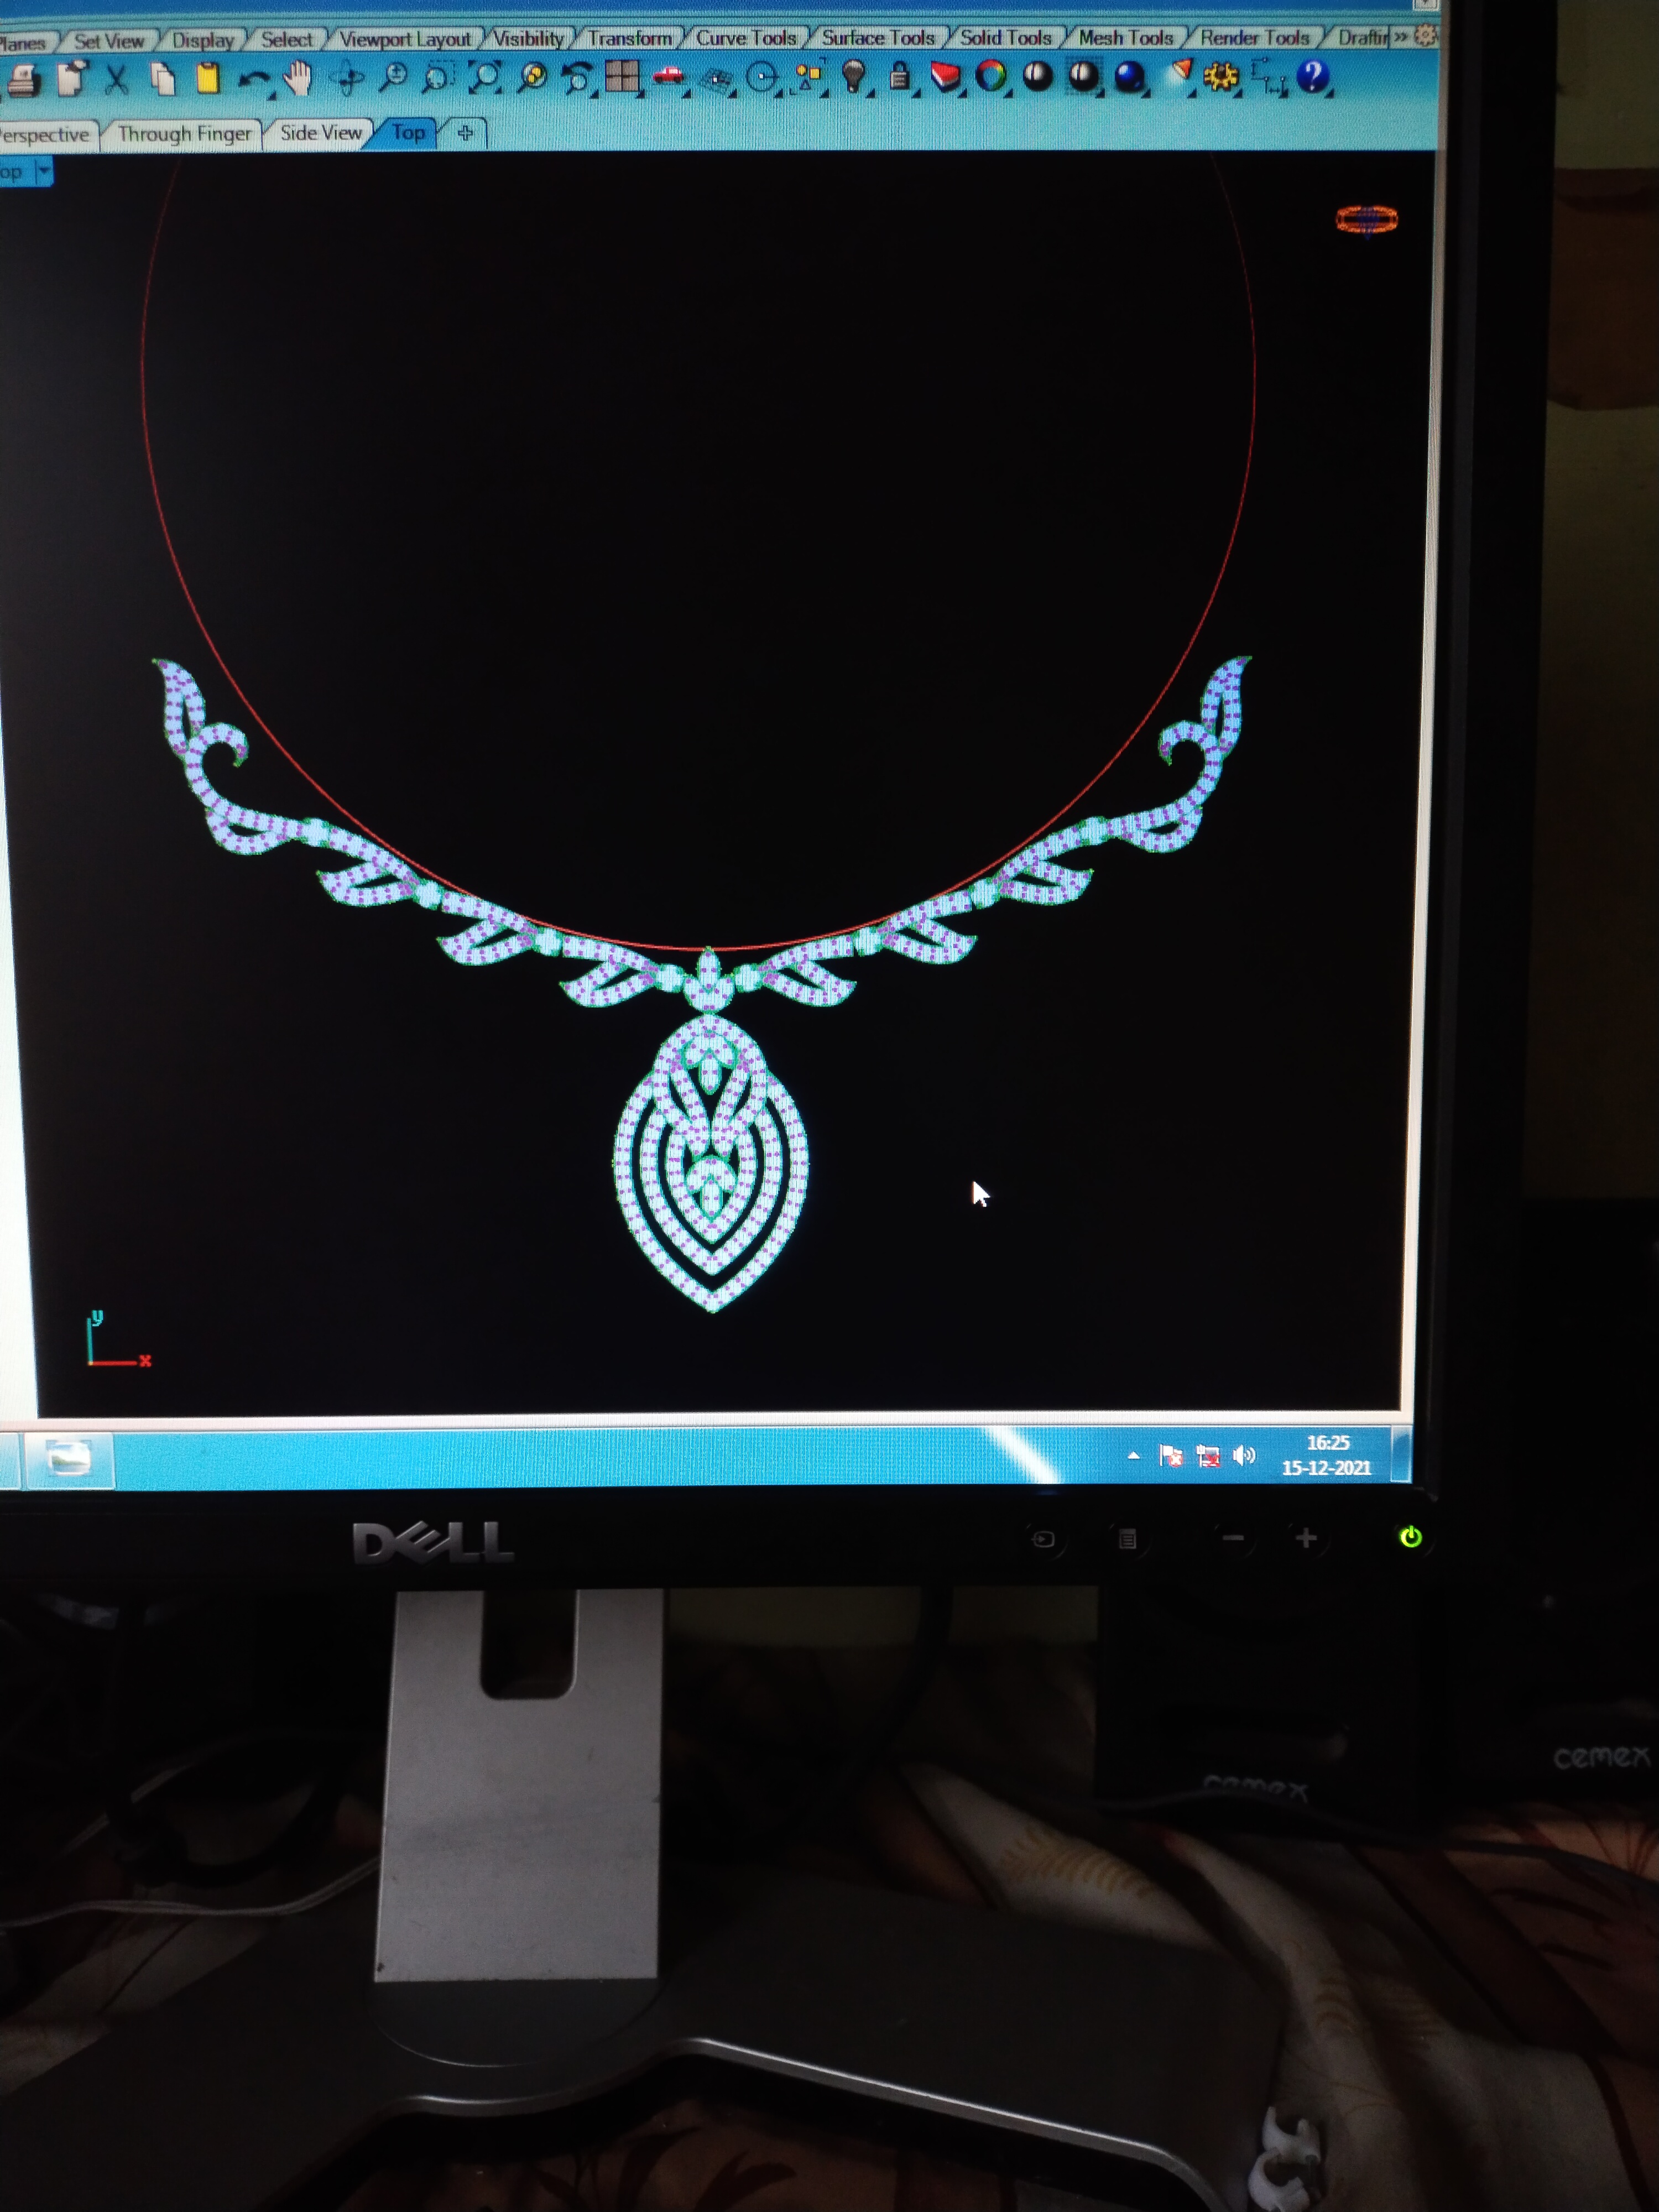 Planes Set View Display Select Viewport Layout Visibility Transform Curve Tools Surface Tools Solid Tools Mesh Tools Render Tools Draftin »
Perspective Through Finger Side View Top
op
y
x
16:25
15-12-2021
DELL
cemex
cemex